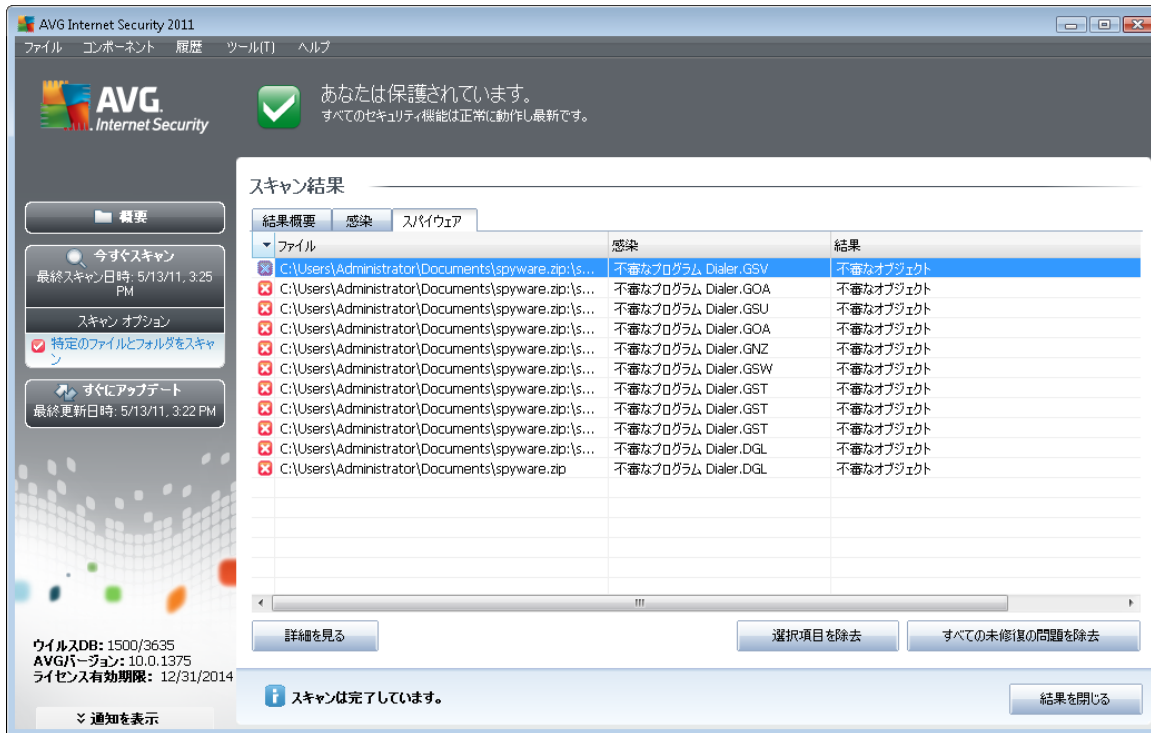 AVG Internet Security 2011
ファイル コンポーネント 履歴 ツール(T) ヘルプ
AVG.
Internet Security
あなたは保護されています。
すべてのセキュリティ機能は正常に動作し最新です。
概要
今すぐスキャン
最終スキャン日時: 5/13/11, 3:25
PM
スキャン オプション
特定のファイルとフォルダをスキャ
ン
すぐにアップデート
最終更新日時: 5/13/11, 3:22 PM
ウイルスDB: 1500/3635
AVGバージョン: 10.0.1375
ライセンス有効期限: 12/31/2014
通知を表示
スキャン結果
結果概要 感染 スパイウェア
ファイル 感染 結果
C:\Users\Administrator\Documents\spyware.zip:\s... 不審なプログラム Dialer.GSV 不審なオブジェクト
C:\Users\Administrator\Documents\spyware.zip:\s... 不審なプログラム Dialer.GOA 不審なオブジェクト
C:\Users\Administrator\Documents\spyware.zip:\s... 不審なプログラム Dialer.GSU 不審なオブジェクト
C:\Users\Administrator\Documents\spyware.zip:\s... 不審なプログラム Dialer.GOA 不審なオブジェクト
C:\Users\Administrator\Documents\spyware.zip:\s... 不審なプログラム Dialer.GNZ 不審なオブジェクト
C:\Users\Administrator\Documents\spyware.zip:\s... 不審なプログラム Dialer.GSW 不審なオブジェクト
C:\Users\Administrator\Documents\spyware.zip:\s... 不審なプログラム Dialer.GST 不審なオブジェクト
C:\Users\Administrator\Documents\spyware.zip:\s... 不審なプログラム Dialer.GST 不審なオブジェクト
C:\Users\Administrator\Documents\spyware.zip:\s... 不審なプログラム Dialer.GST 不審なオブジェクト
C:\Users\Administrator\Documents\spyware.zip:\s... 不審なプログラム Dialer.DGL 不審なオブジェクト
C:\Users\Administrator\Documents\spyware.zip 不審なプログラム Dialer.DGL 不審なオブジェクト
詳細を見る 選択項目を除去 すべての未修復の問題を除去
スキャンは完了しています。
結果を閉じる